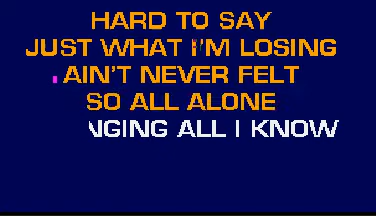 HARD TO SAY
JUST WHAT I'M LOSING
AIN'T NEVER FELT
SO ALL ALONE
NGING ALL I KNOW